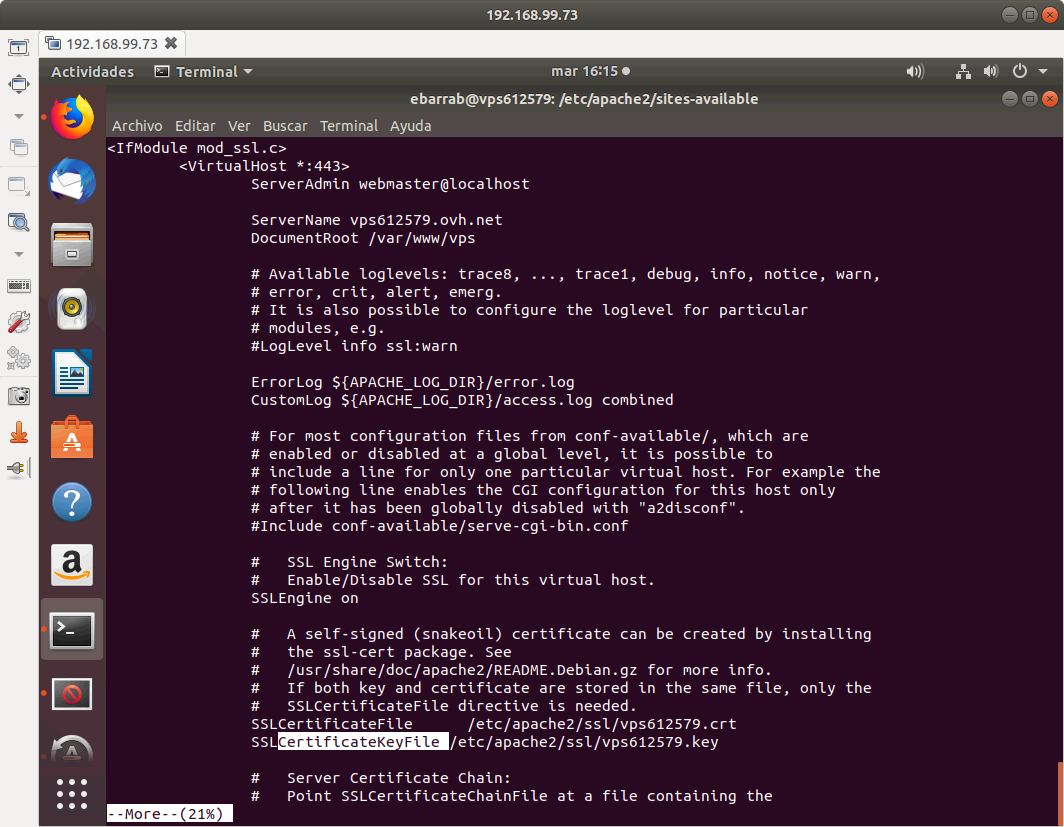 192.168.99.73
192.168.99.73
Actividades Terminal mar 16:15
ebarrab@vps612579: /etc/apache2/sites-available
Archivo Editar Ver Buscar Terminal Ayuda
<IfModule mod_ssl.c>
<VirtualHost *:443>
ServerAdmin webmaster@localhost
ServerName vps612579.ovh.net
DocumentRoot /var/www/vps
# Available loglevels: trace8, ..., trace1, debug, info, notice, warn,
# error, crit, alert, emerg.
# It is also possible to configure the loglevel for particular
# modules, e.g.
#LogLevel info ssl:warn
ErrorLog ${APACHE_LOG_DIR}/error.log
CustomLog ${APACHE_LOG_DIR}/access.log combined
# For most configuration files from conf-available/, which are
# enabled or disabled at a global level, it is possible to
# include a line for only one particular virtual host. For example the
# following line enables the CGI configuration for this host only
# after it has been globally disabled with "a2disconf".
#Include conf-available/serve-cgi-bin.conf
#   SSL Engine Switch:
#   Enable/Disable SSL for this virtual host.
SSLEngine on
#   A self-signed (snakeoil) certificate can be created by installing
#   the ssl-cert package. See
#   /usr/share/doc/apache2/README.Debian.gz for more info.
#   If both key and certificate are stored in the same file, only the
#   SSLCertificateFile directive is needed.
SSLCertificateFile      /etc/apache2/ssl/vps612579.crt
SSLCertificateKeyFile /etc/apache2/ssl/vps612579.key
#   Server Certificate Chain:
#   Point SSLCertificateChainFile at a file containing the
--More--(21%)